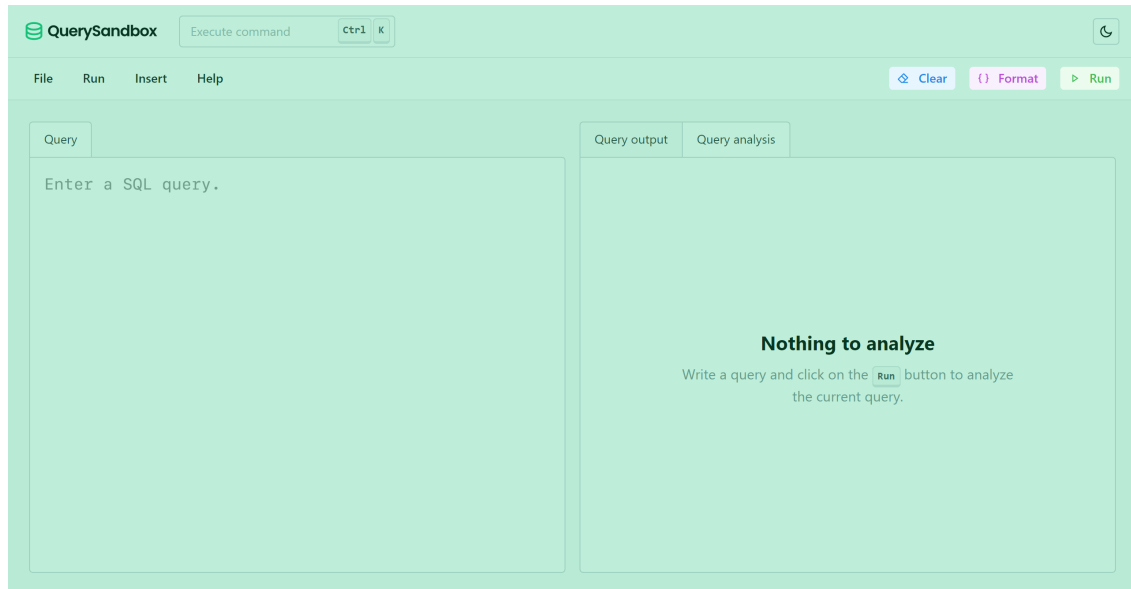 QuerySandbox
Execute command
Ctrl K
File Run Insert Help
Clear
{} Format
Run
Query
Query output Query analysis
Enter a SQL query.
Nothing to analyze
Write a query and click on the Run button to analyze
the current query.